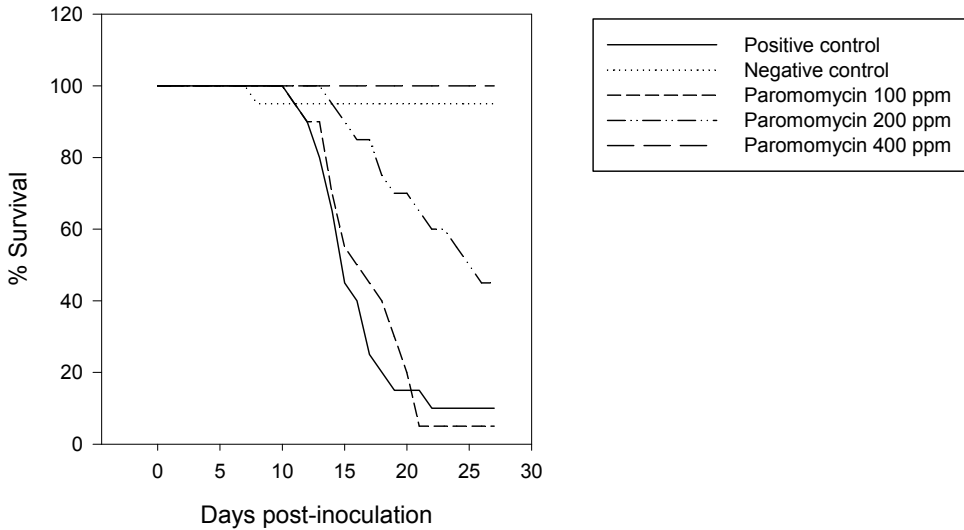 120
100
80
60
40
20
0
% Survival
0 5 10 15 20 25 30
Days post-inoculation
Positive control
Negative control
Paromomycin 100 ppm
Paromomycin 200 ppm
Paromomycin 400 ppm